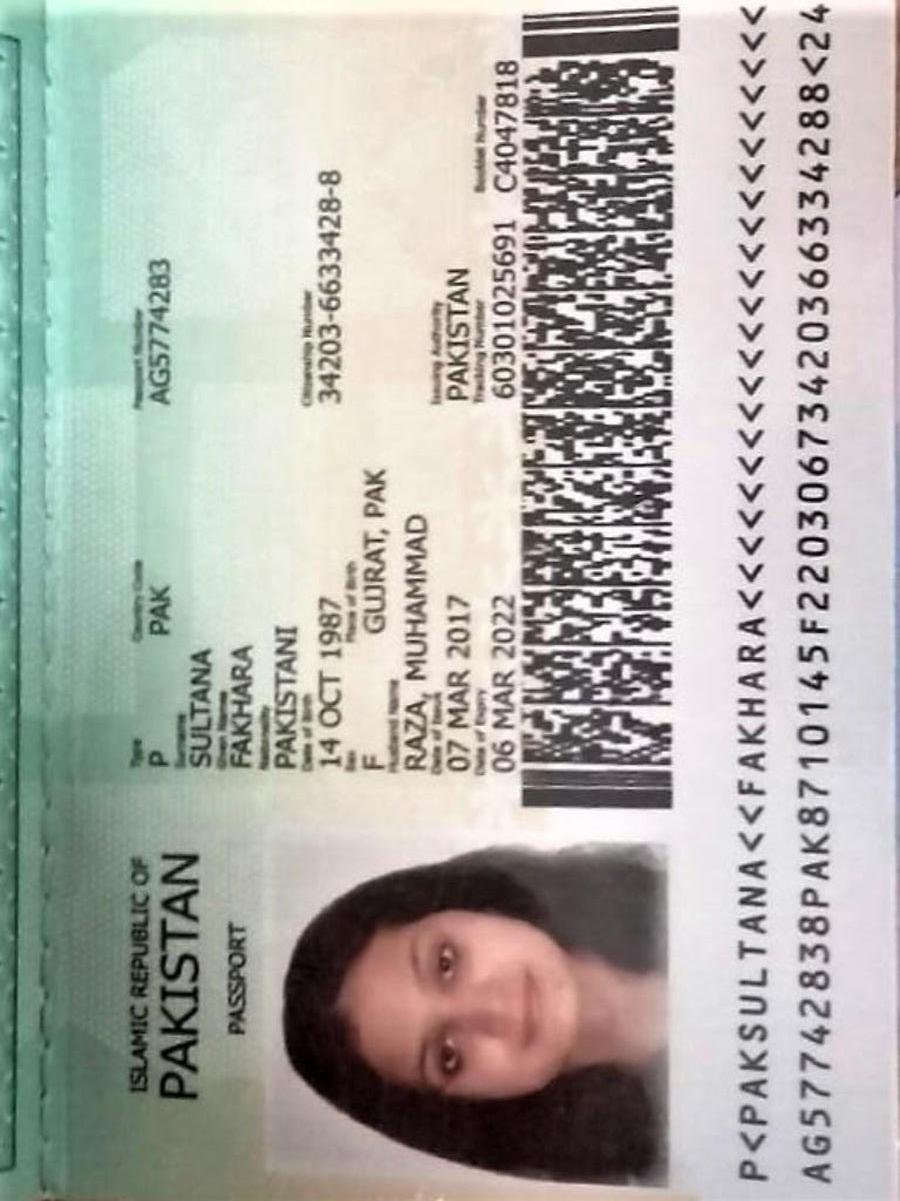 ISLAMIC REPUBLIC OF
PAKISTAN
PASSPORT
Type Country Code Passport Number
P PAK AG5774283
Surname
SULTANA
Given Name
FAKHARA
Nationality
PAKISTANI
Date of Birth Citizenship Number
14 OCT 1987 34203-6633428-8
Sex Place of Birth
F GUJRAT, PAK
Husband Name
RAZA, MUHAMMAD
Date of Issue Issuing Authority
07 MAR 2017 PAKISTAN
Date of Expiry Tracking Number Booklet Number
06 MAR 2022 60301025691 C4047818
P<PAKSULTANA<<FAKHARA<<<<<<<<<<<<<<<<<<<<<<<
AG57742838PAK8710145F22030673420366334288<24